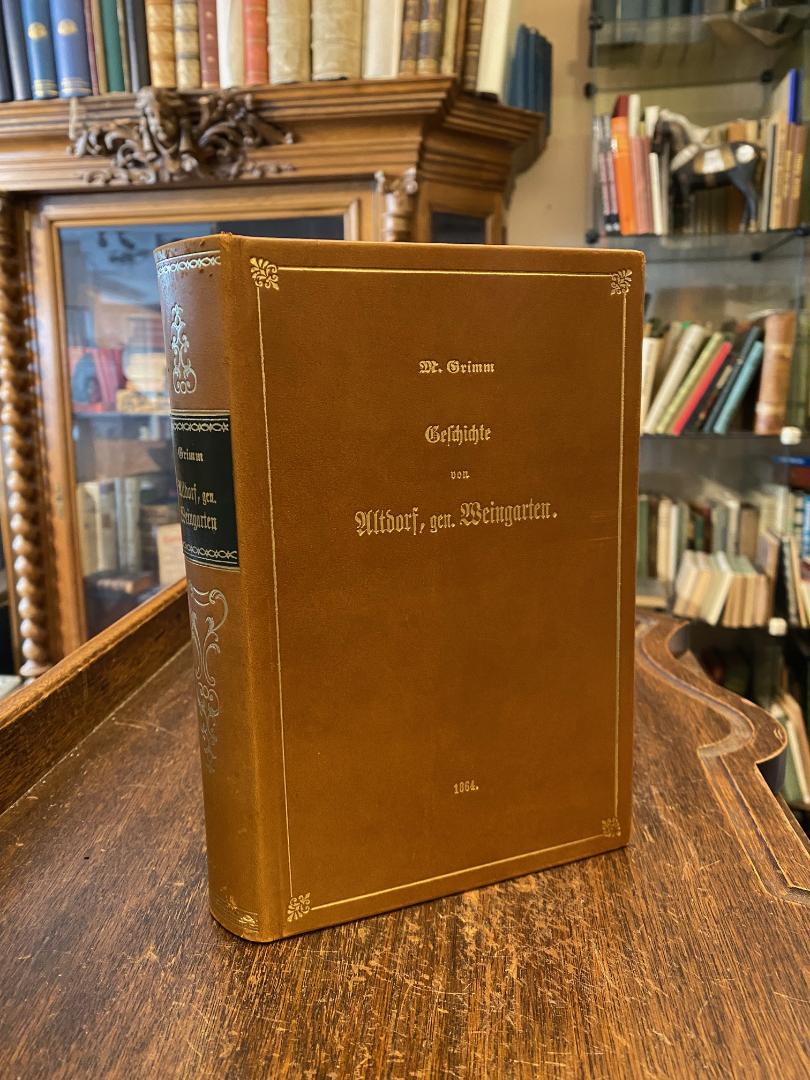 M. Grimm
Geschichte
von
Altdorf, gen. Weingarten.
1864.
Grimm
Altdorf, gen.
Weingarten